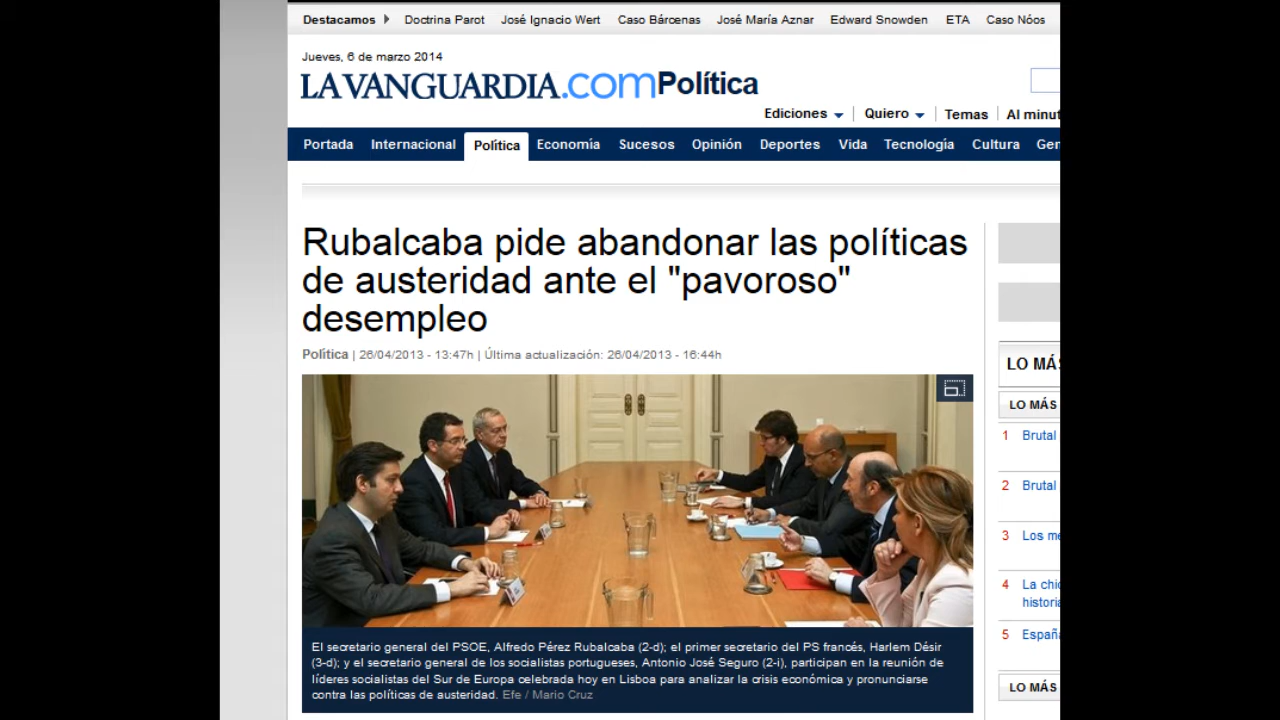 Destacamos Doctrina Parot José Ignacio Wert Caso Bárcenas José María Aznar Edward Snowden ETA Caso Nóos
Jueves, 6 de marzo 2014
LA VANGUARDIA.com Política
Ediciones Quiero Temas Al minut
Portada Internacional Política Economía Sucesos Opinión Deportes Vida Tecnología Cultura Gen
Rubalcaba pide abandonar las políticas
de austeridad ante el "pavoroso"
desempleo
Política | 26/04/2013 - 13:47h | Última actualización: 26/04/2013 - 16:44h
El secretario general del PSOE, Alfredo Pérez Rubalcaba (2-d); el primer secretario del PS francés, Harlem Désir
(3-d); y el secretario general de los socialistas portugueses, Antonio José Seguro (2-i), participan en la reunión de
líderes socialistas del Sur de Europa celebrada hoy en Lisboa para analizar la crisis económica y pronunciarse
contra las políticas de austeridad. Efe / Mario Cruz
LO MÁS
LO MÁS
1 Brutal
2 Brutal
3 Los me
4 La chic
historia
5 España
LO MÁS